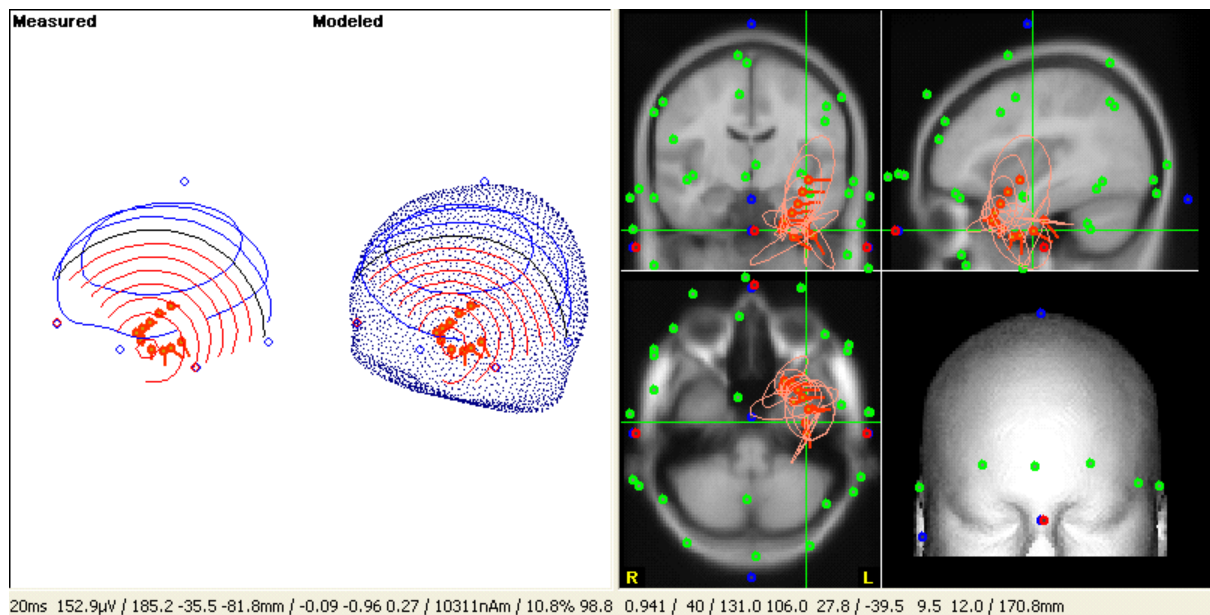 Measured
Modeled
R
L
20ms 152.9µV / 185.2 -35.5 -81.8mm / -0.09 -0.96 0.27 / 10311nAm / 10.8% 98.8 0.941 / 40 / 131.0 106.0 27.8 / -39.5 9.5 12.0 / 170.8mm